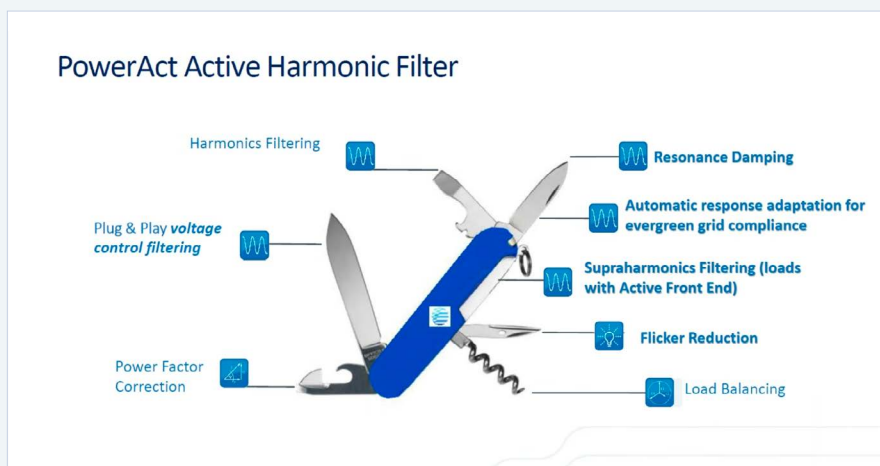 PowerAct Active Harmonic Filter
Harmonics Filtering
Resonance Damping
Automatic response adaptation for
evergreen grid compliance
Plug & Play voltage
control filtering
Supraharmonics Filtering (loads
with Active Front End)
Flicker Reduction
Power Factor
Correction
Load Balancing